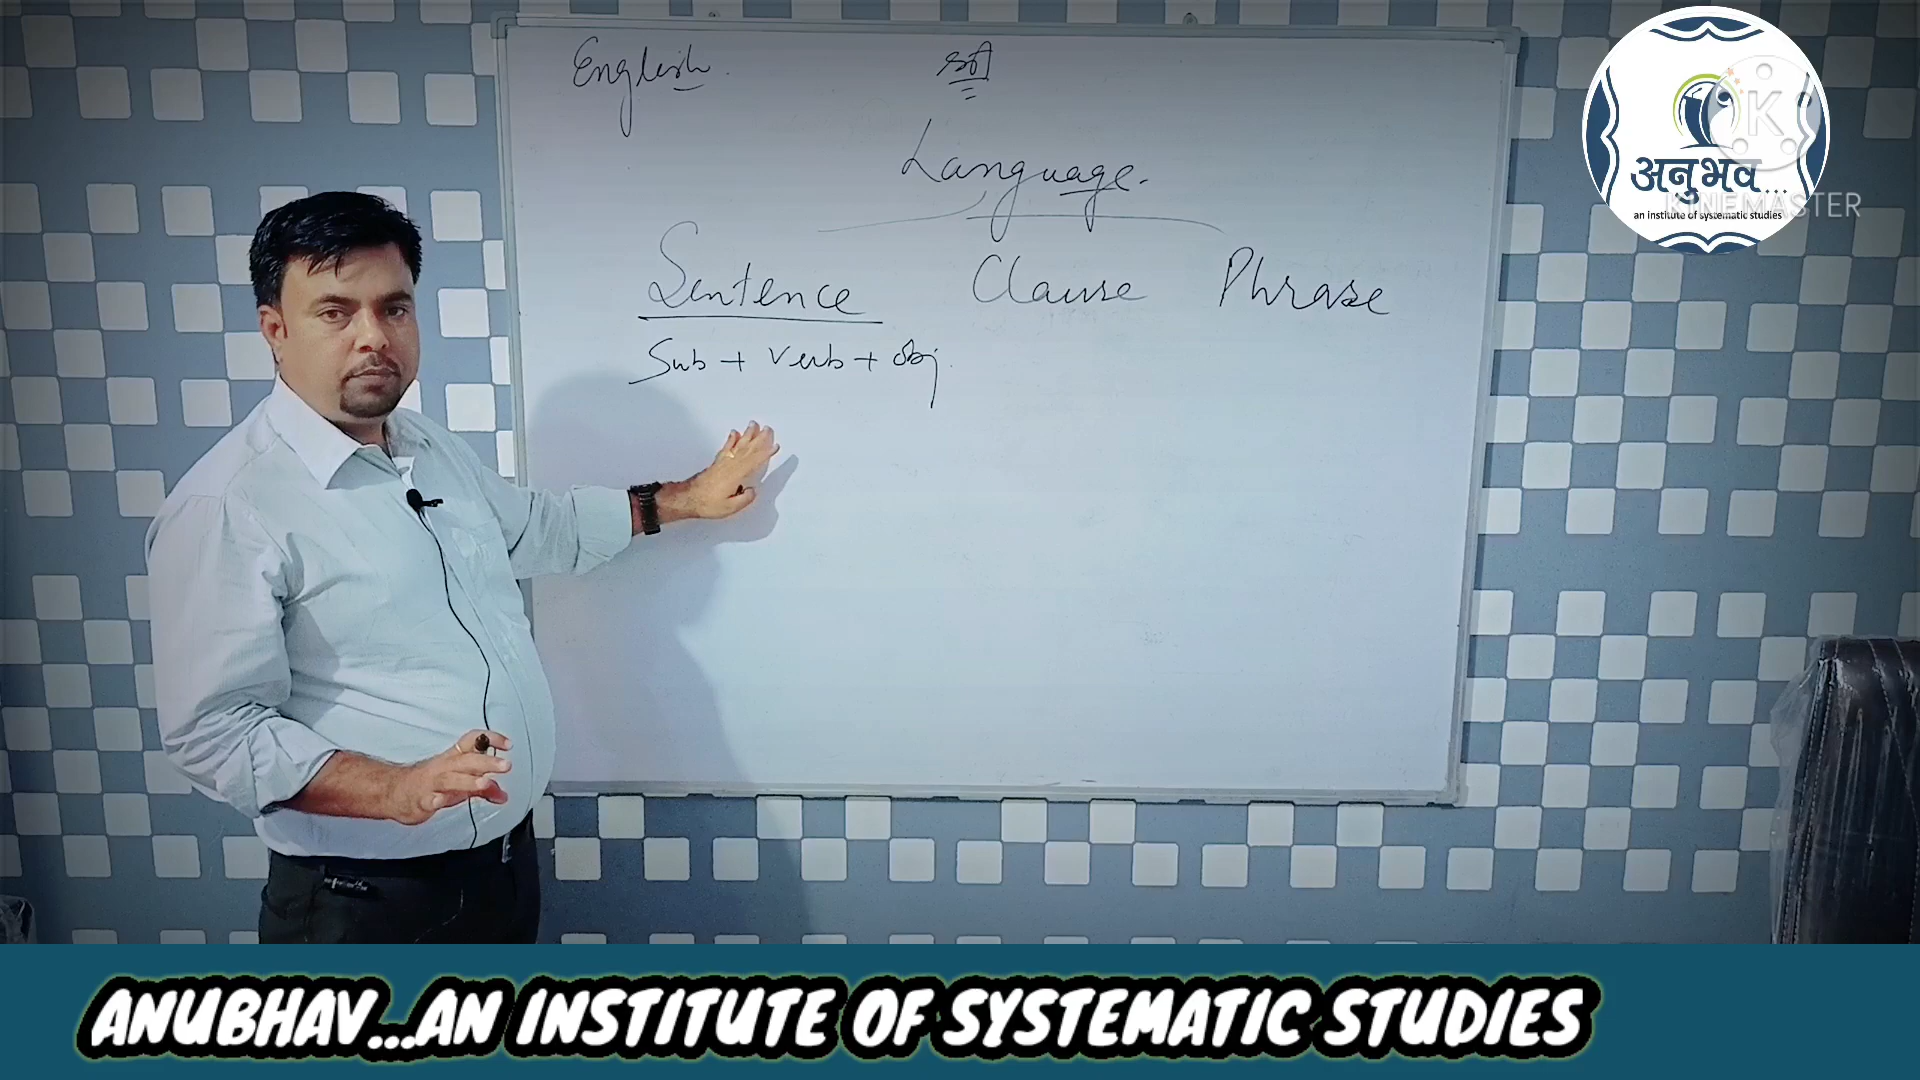 English. श्री
Language.
Sentence Clause Phrase
Sub + Verb + obj.
अनुभव...
an institute of systematic studies
K
KINEMASTER
ANUBHAV...AN INSTITUTE OF SYSTEMATIC STUDIES